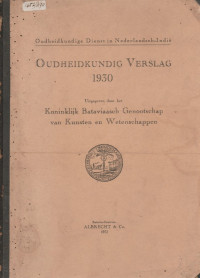 Oudheidkundige Dienst in Nederlandsch-Indië
OUDHEIDKUNDIG VERSLAG
1930
Uitgegeven door het
Koninklijk Bataviaasch Genootschap
van Kunsten en Wetenschappen
ALBRECHT & Co.